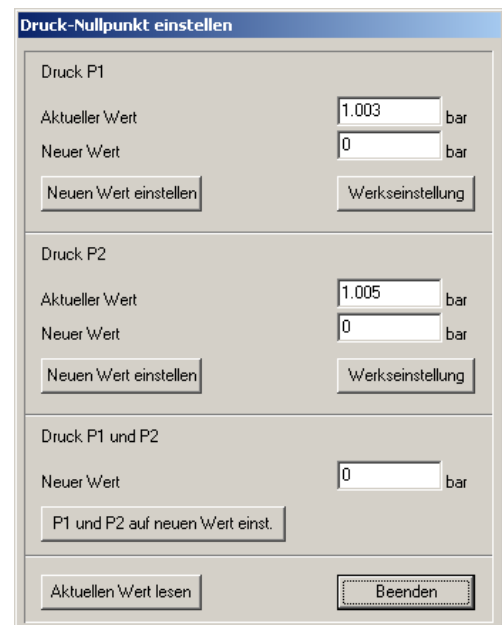 Druck-Nullpunkt einstellen
Druck P1
Aktueller Wert 1.003 bar
Neuer Wert 0 bar
Neuen Wert einstellen Werkseinstellung
Druck P2
Aktueller Wert 1.005 bar
Neuer Wert 0 bar
Neuen Wert einstellen Werkseinstellung
Druck P1 und P2
Neuer Wert 0 bar
P1 und P2 auf neuen Wert einst.
Aktuellen Wert lesen Beenden